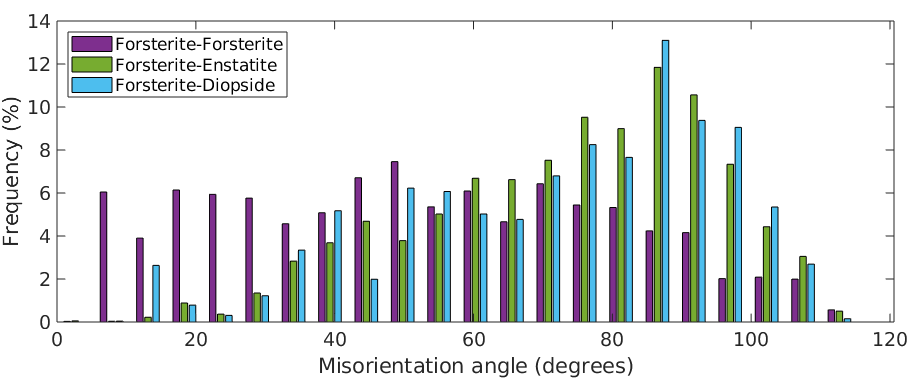 14
12
10
8
6
4
2
0
Frequency (%)
Forsterite-Forsterite
Forsterite-Enstatite
Forsterite-Diopside
0 20 40 60 80 100 120
Misorientation angle (degrees)